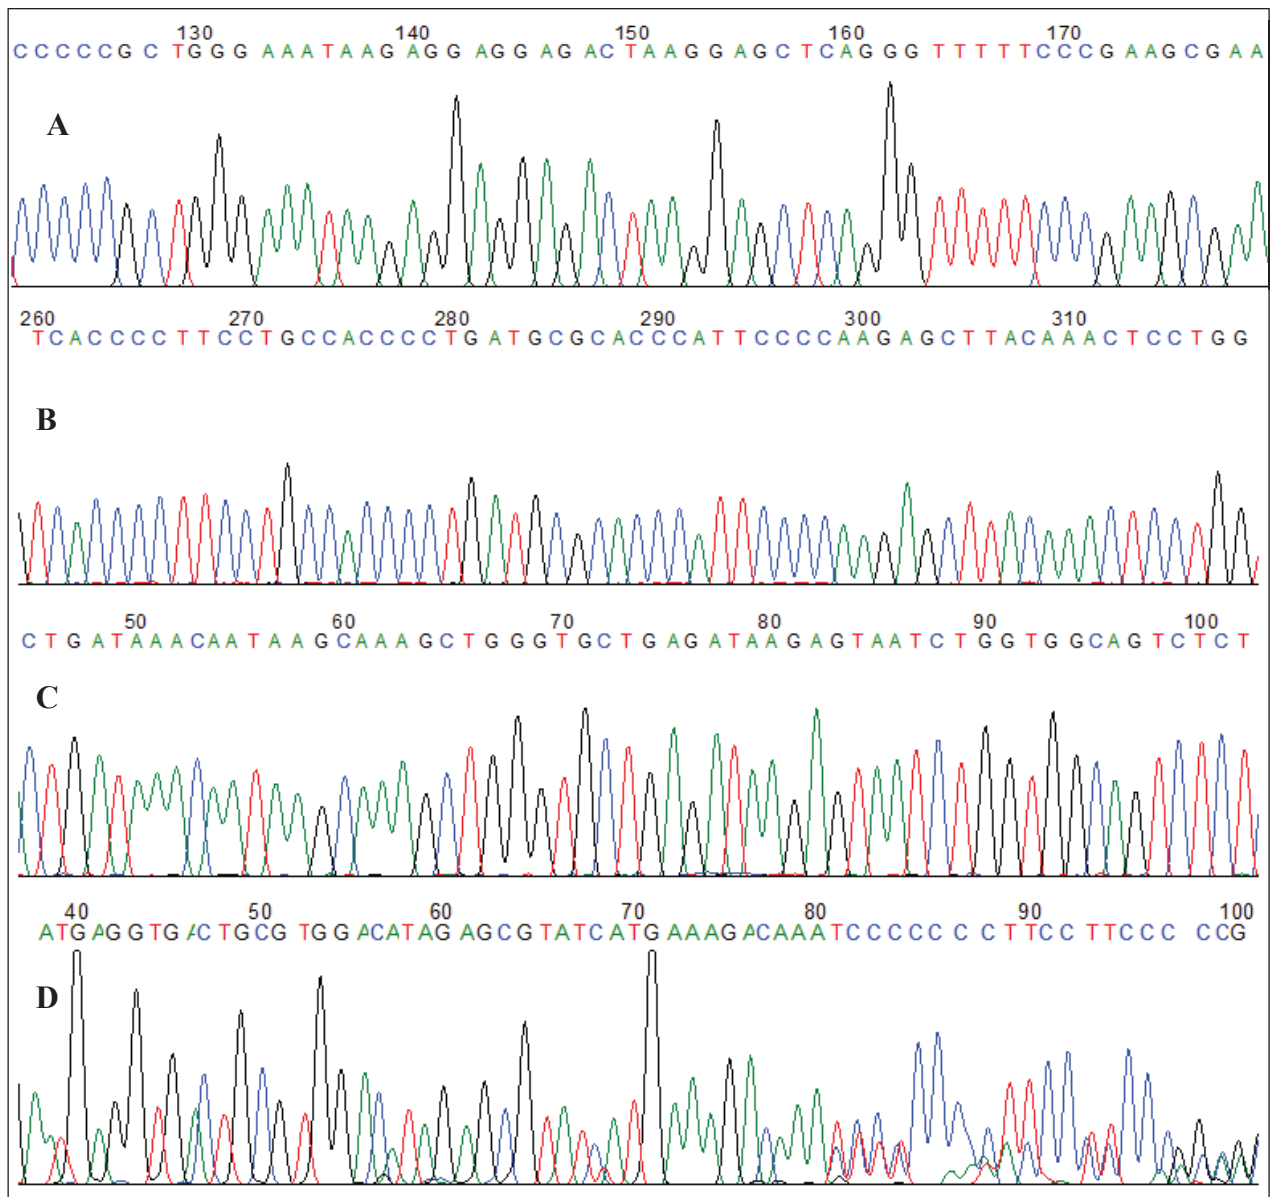 130 140 150 160 170
CCCCCGCTGGGAAATAAGAGGAGGAGACTAAGGAGCTCAGGGTTTTTCCCGAAGCGAA
A
260 270 280 290 300 310
TCACCCCTTCCTGCCACCCCTGATGCGCACCCATTCCCCAAGAGCTTACAAACTCCTGG
B
50 60 70 80 90 100
CTGATAAACAATAAGCAAAGCTGGGTGCTGAGATAAGAGTAATCTGGTGGCAGTCTCT
C
40 50 60 70 80 90 100
ATGAGGTGACTGCGTGGACATAGAGCGTATCATGAAAGACAAATCCCCCCCTTCCTTCCCCCG
D